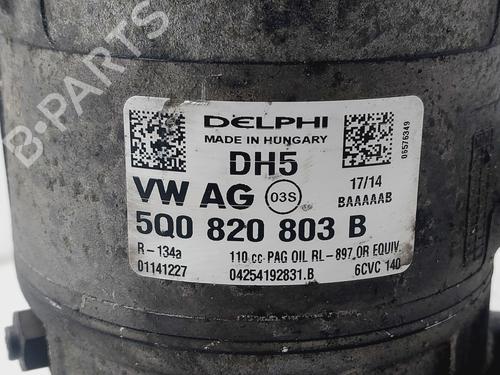 B-PARTS
DELPHI
MADE IN HUNGARY
DH5
VW AG 03S
17/14
BAAAAAB
5Q0 820 803 B
R-134a 110 cc PAG OIL RL-897 OR EQUIV.
01141227 04254192831.B 6CVC 140
06576349